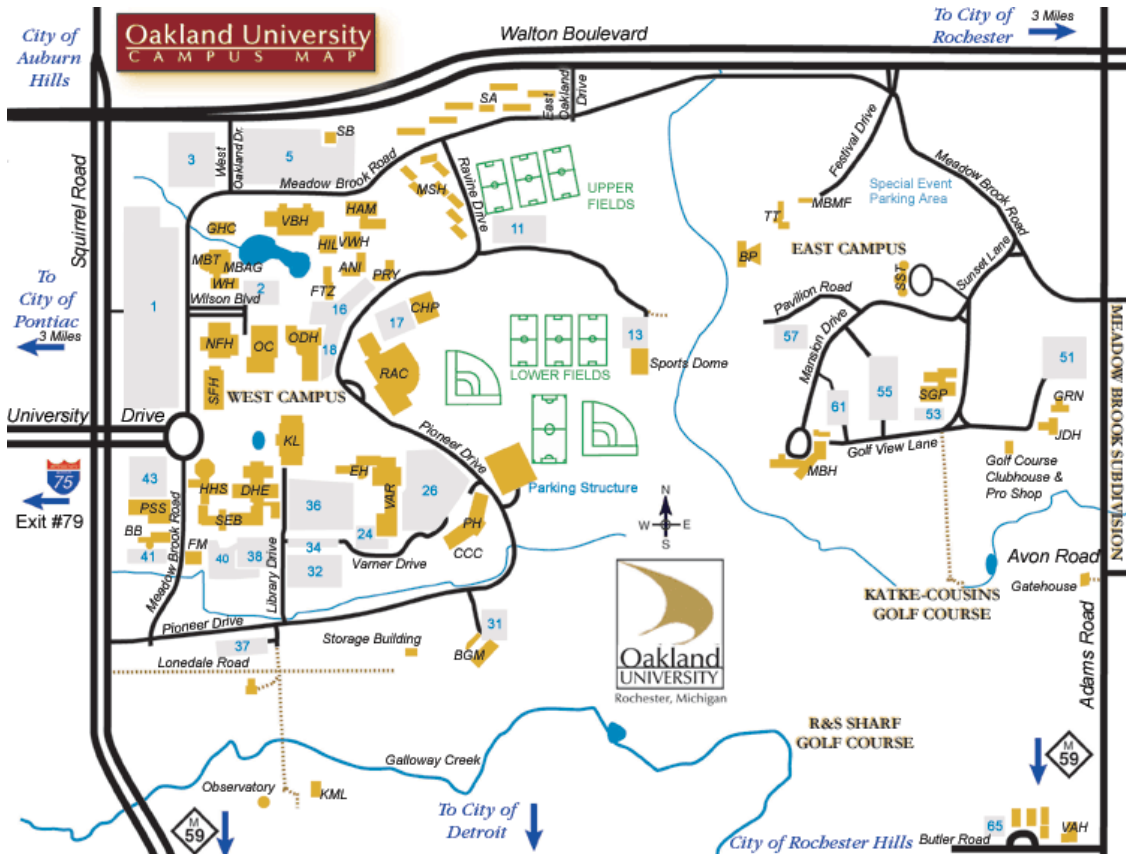 City of
Auburn
Hills
Oakland University
CAMPUS MAP
Walton Boulevard
To City of
Rochester
3 Miles
Squirrel Road
3
West
Oakland Dr.
5
SB
SA
East
Oakland
Drive
Meadow Brook Road
MSH
Ravine Drive
UPPER
FIELDS
11
Festival Drive
Meadow Brook Road
Special Event
Parking Area
MBMF
TT
BP
EAST CAMPUS
SST
Sunset Lane
GHC
VBH
HAM
HIL
VWH
MBT
MBAG
WH
ANI
PRY
FTZ
2
Wilson Blvd
1
16
17
CHP
18
NFH
OC
ODH
RAC
SFH
WEST CAMPUS
To
City of
Pontiac
3 Miles
13
Sports Dome
LOWER FIELDS
Pavilion Road
57
Mansion Drive
55
61
SGP
53
51
GRN
JDH
Golf View Lane
MBH
Golf Course
Clubhouse &
Pro Shop
MEADOW BROOK SUBDIVISION
University
Drive
KL
Pioneer Drive
INTERSTATE
75
Exit #79
43
PSS
BB
41
HHS
DHE
SEB
FM
40
38
36
34
32
EH
VAR
26
24
Varner Drive
PH
CCC
Parking Structure
N
W
E
S
Meadow Brook Road
Library Drive
Pioneer Drive
37
Lonedale Road
Storage Building
31
BGM
Oakland
UNIVERSITY
Rochester, Michigan
KATKE-COUSINS
GOLF COURSE
Avon Road
Gatehouse
Adams Road
R&S SHARF
GOLF COURSE
Galloway Creek
Observatory
KML
M
59
To City of
Detroit
City of Rochester Hills
M
59
65
VAH
Butler Road